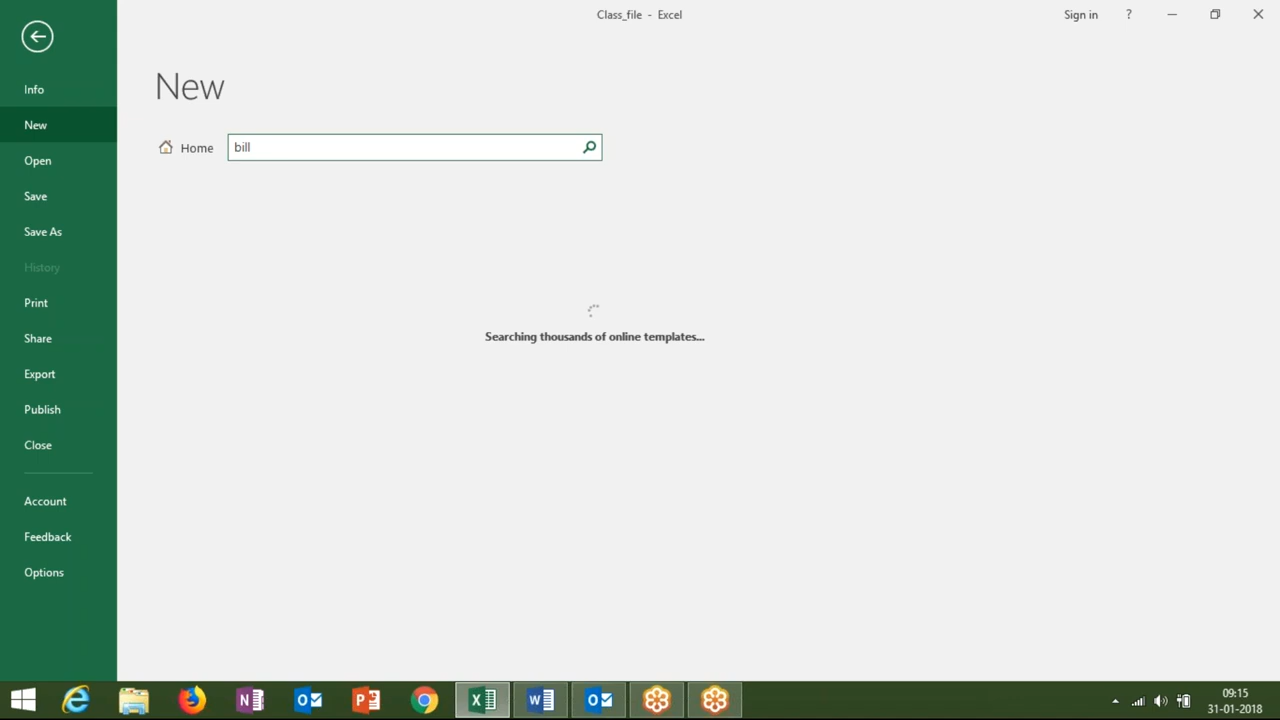 Class_file - Excel
Sign in ?
New
Info
New
Open
Save
Save As
History
Print
Share
Export
Publish
Close
Account
Feedback
Options
Home
bill
Searching thousands of online templates...
09:15
31-01-2018